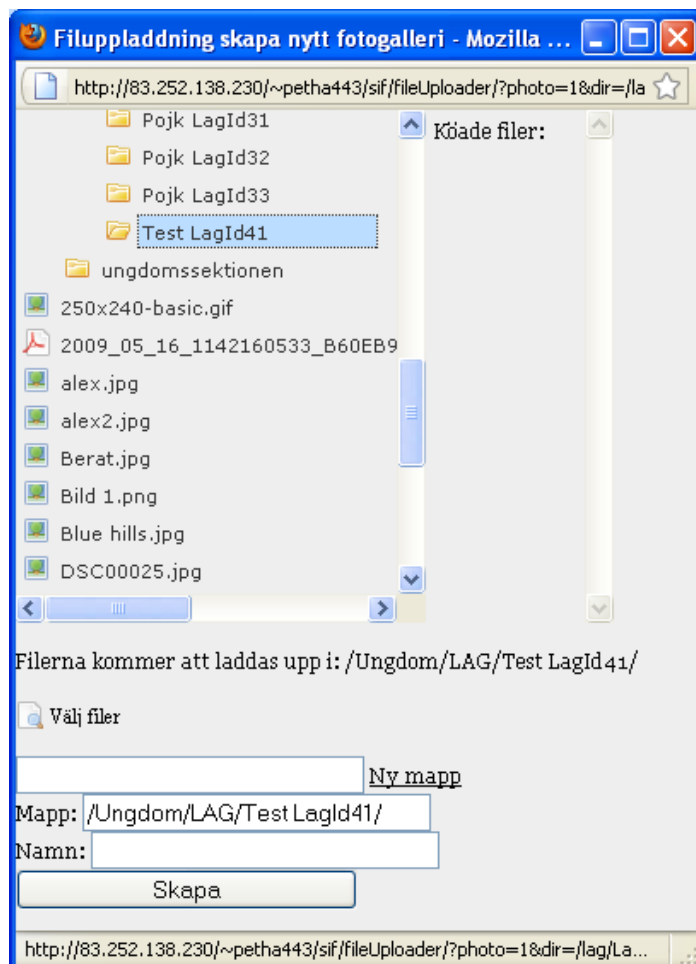 Filuppladdning skapa nytt fotogalleri - Mozilla ...
http://83.252.138.230/~petha443/sif/fileUploader/?photo=1&dir=/la
Pojk LagId31
Pojk LagId32
Pojk LagId33
Test LagId41
ungdomssektionen
250x240-basic.gif
2009_05_16_1142160533_B60EB9
alex.jpg
alex2.jpg
Berat.jpg
Bild 1.png
Blue hills.jpg
DSC00025.jpg
Köade filer:
Filerna kommer att laddas upp i: /Ungdom/LAG/Test LagId41/
Välj filer
Ny mapp
Mapp: /Ungdom/LAG/Test LagId41/
Namn:
Skapa
http://83.252.138.230/~petha443/sif/fileUploader/?photo=1&dir=/lag/La...